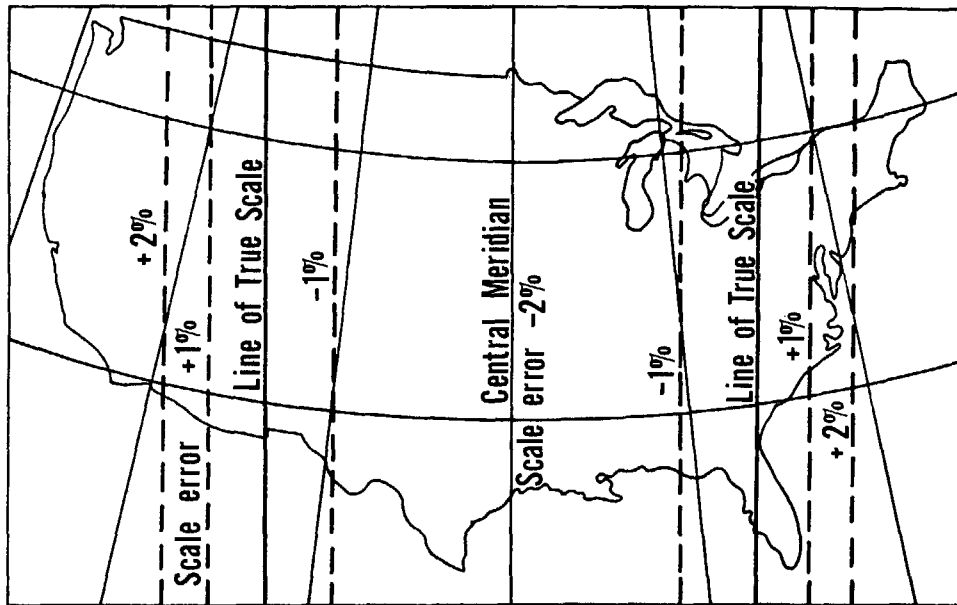 + 2%
Scale error +1%
Line of True Scale
-1%
Central Meridian
Scale error -2%
-1%
Line of True Scale
+1%
+ 2%